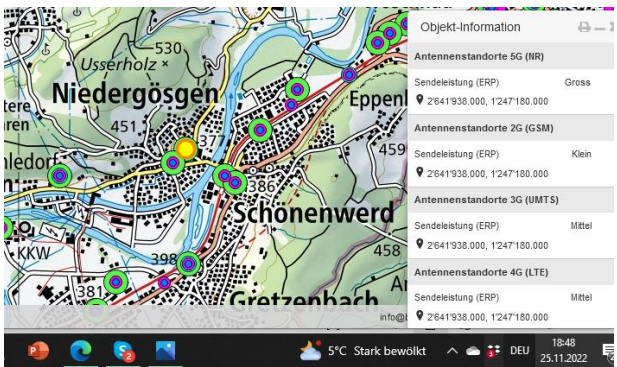 530
Usserholz
Niedergösgen
Eppenl
451
377
459
386
Schönenwerd
KKW
398
458
381
Gretzenbach
info@
Objekt-Information
Antennenstandorte 5G (NR)
Sendeleistung (ERP) Gross
2'641'938.000, 1'247'180.000
Antennenstandorte 2G (GSM)
Sendeleistung (ERP) Klein
2'641'938.000, 1'247'180.000
Antennenstandorte 3G (UMTS)
Sendeleistung (ERP) Mittel
2'641'938.000, 1'247'180.000
Antennenstandorte 4G (LTE)
Sendeleistung (ERP) Mittel
2'641'938.000, 1'247'180.000
5°C Stark bewölkt
DEU
18:48
25.11.2022